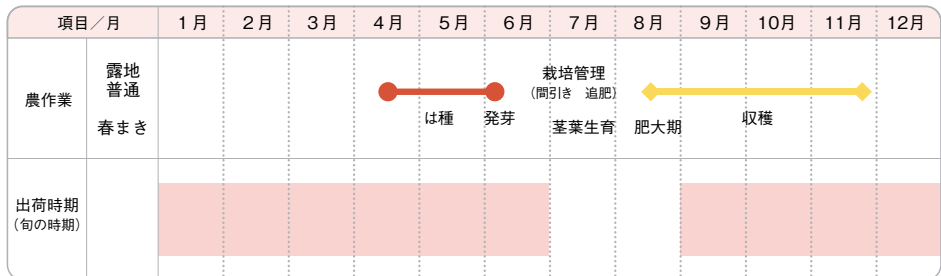 項目／月 1月 2月 3月 4月 5月 6月 7月 8月 9月 10月 11月 12月
農作業
露地
普通
春まき
栽培管理
（間引き 追肥）
は種 発芽 茎葉生育 肥大期 収穫
出荷時期
（旬の時期）